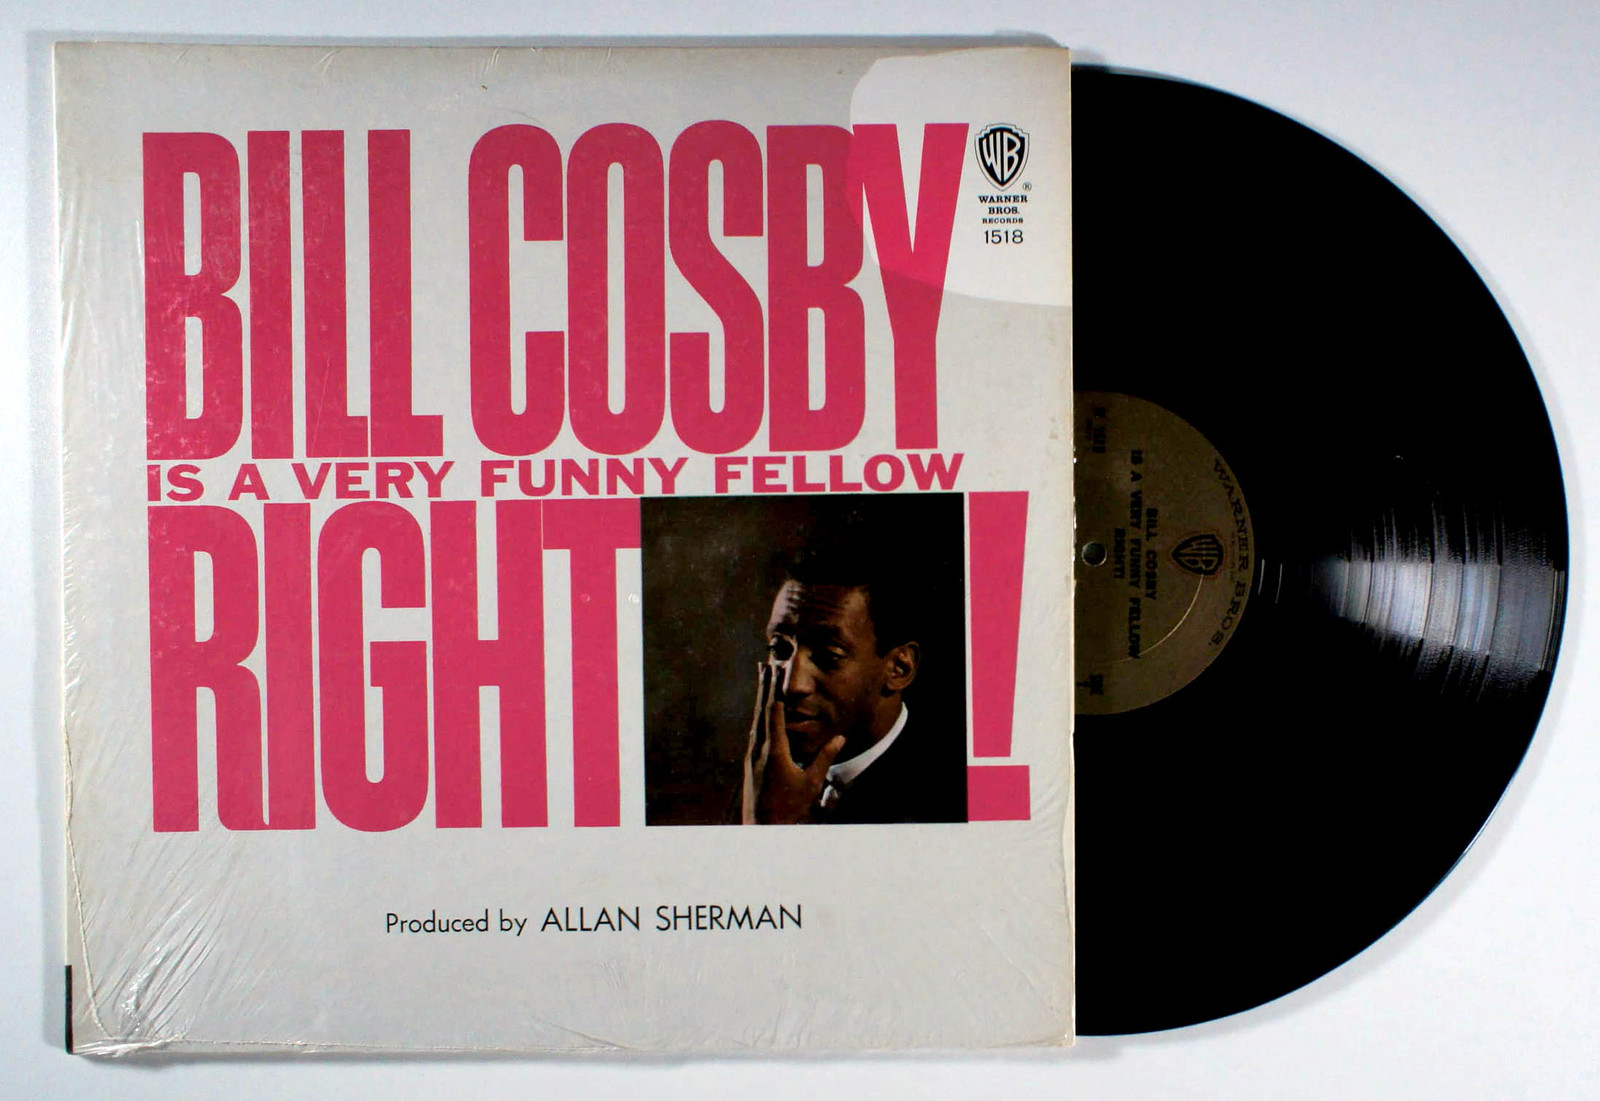 BILL COSBY
IS A VERY FUNNY FELLOW
RIGHT!
WB
®
WARNER
BROS.
RECORDS
1518
Produced by ALLAN SHERMAN
WARNER BROS.
WB
BILL COSBY
IS A VERY FUNNY FELLOW
RIGHT!